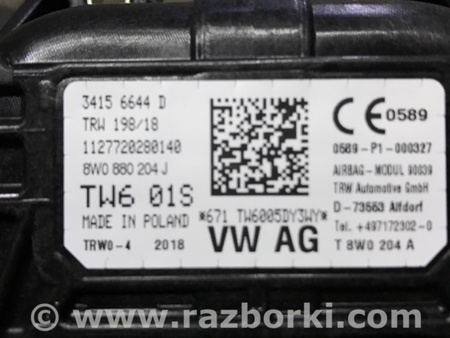 3415 6644 D
TRW 198/18
1127720280140
8W0 880 204 J
TW6 01S
MADE IN POLAND
*671 TW6005DY3WY*
TRW0-4 2018
VW AG
CE 0589
0589-P1-000327
AIRBAG-MODUL 90039
TRW Automotive GmbH
D-73553 Alfdorf
Tel.+497172302-0
T 8W0 204 A
© www.razborki.com